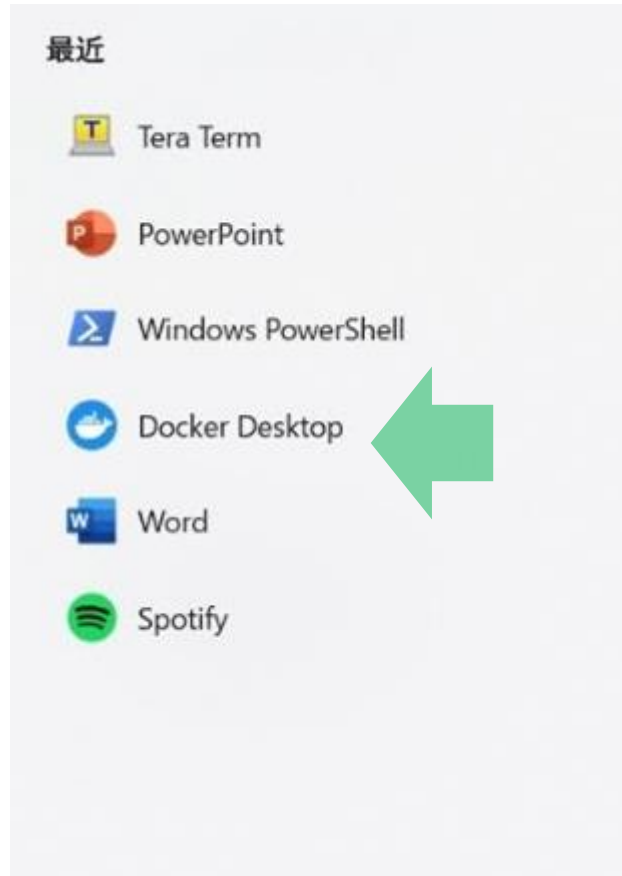 最近
Tera Term
PowerPoint
Windows PowerShell
Docker Desktop
Word
Spotify